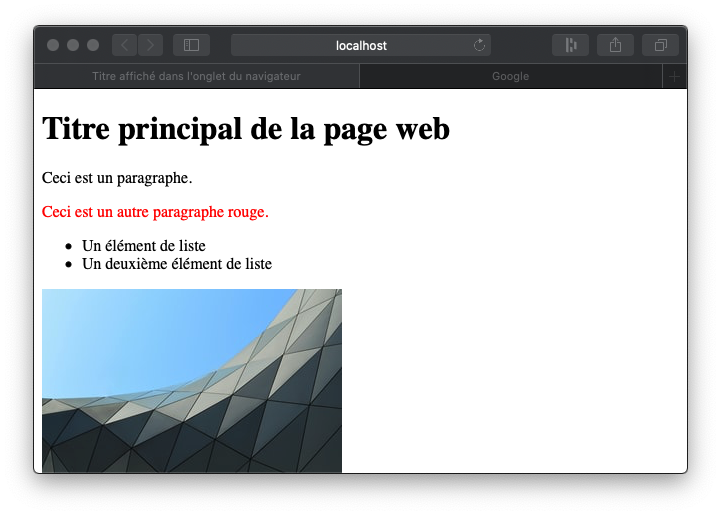 localhost
Titre affiché dans l'onglet du navigateur
Google
Titre principal de la page web
Ceci est un paragraphe.
Ceci est un autre paragraphe rouge.
Un élément de liste
Un deuxième élément de liste